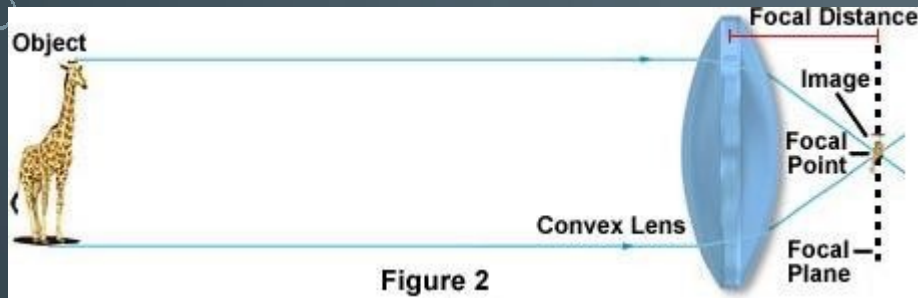 Focal Distance
Object
Image
Focal
Point
Convex Lens
Focal
Plane
Figure 2